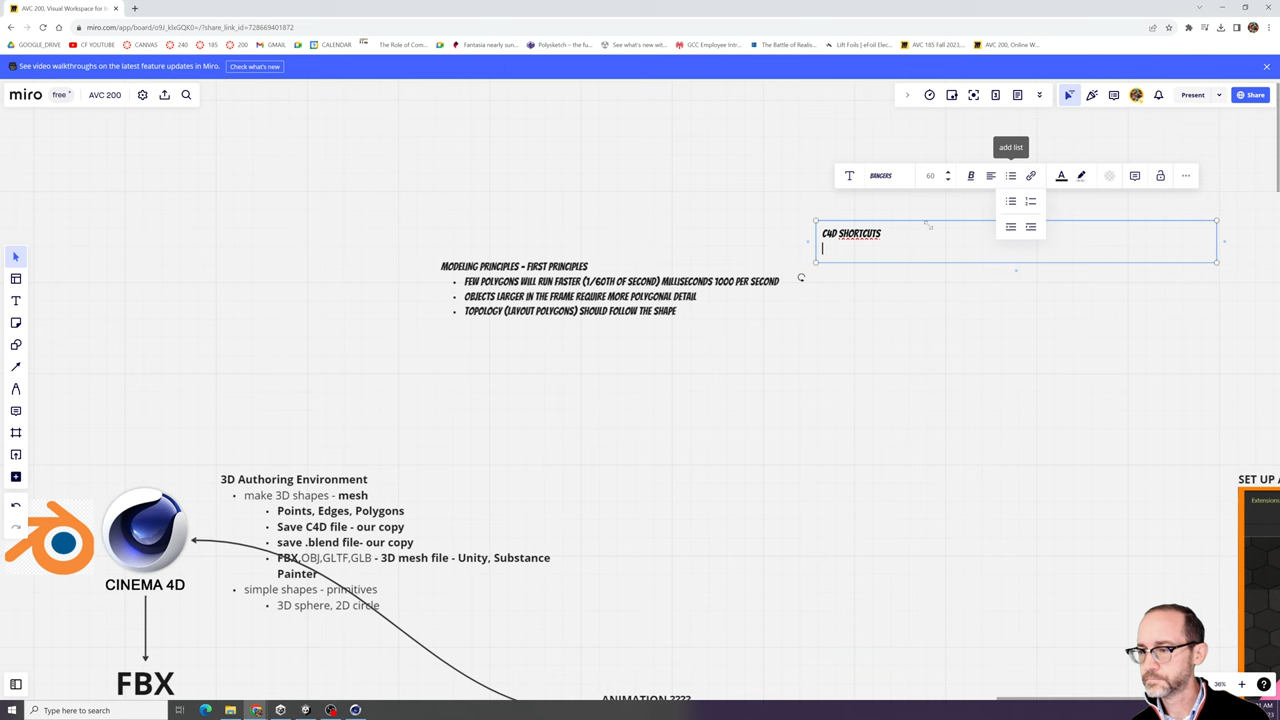 AVC 200, Visual Workspace for I
miro.com/app/board/o9J_klxGQK0=/?share_link_id=728669401872
GOOGLE_DRIVE
CF YOUTUBE
CANVAS
240
185
200
GMAIL
CALENDAR
The Role of Com...
Fantasia nearly sun...
Polysketch – the fu...
See what's new wit...
GCC Employee Intr...
The Battle of Realis...
Lift Foils | eFoil Elec...
AVC 185 Fall 2023,...
AVC 200, Online W...
See video walkthroughs on the latest feature updates in Miro.
Check what's new
miro
free
AVC 200
Present
Share
add list
BANGERS
60
C4D SHORTCUTS
MODELING PRINCIPLES - FIRST PRINCIPLES
• FEW POLYGONS WILL RUN FASTER (1/60TH OF SECOND) MILLISECONDS 1000 PER SECOND
• OBJECTS LARGER IN THE FRAME REQUIRE MORE POLYGONAL DETAIL
• TOPOLOGY (LAYOUT POLYGONS) SHOULD FOLLOW THE SHAPE
3D Authoring Environment
• make 3D shapes - mesh
• Points, Edges, Polygons
• Save C4D file - our copy
• save .blend file- our copy
• FBX,OBJ,GLTF,GLB - 3D mesh file - Unity, Substance
Painter
• simple shapes - primitives
• 3D sphere, 2D circle
CINEMA 4D
FBX
SET UP A
Extensions
ANIMATION ????
36%
Type here to search